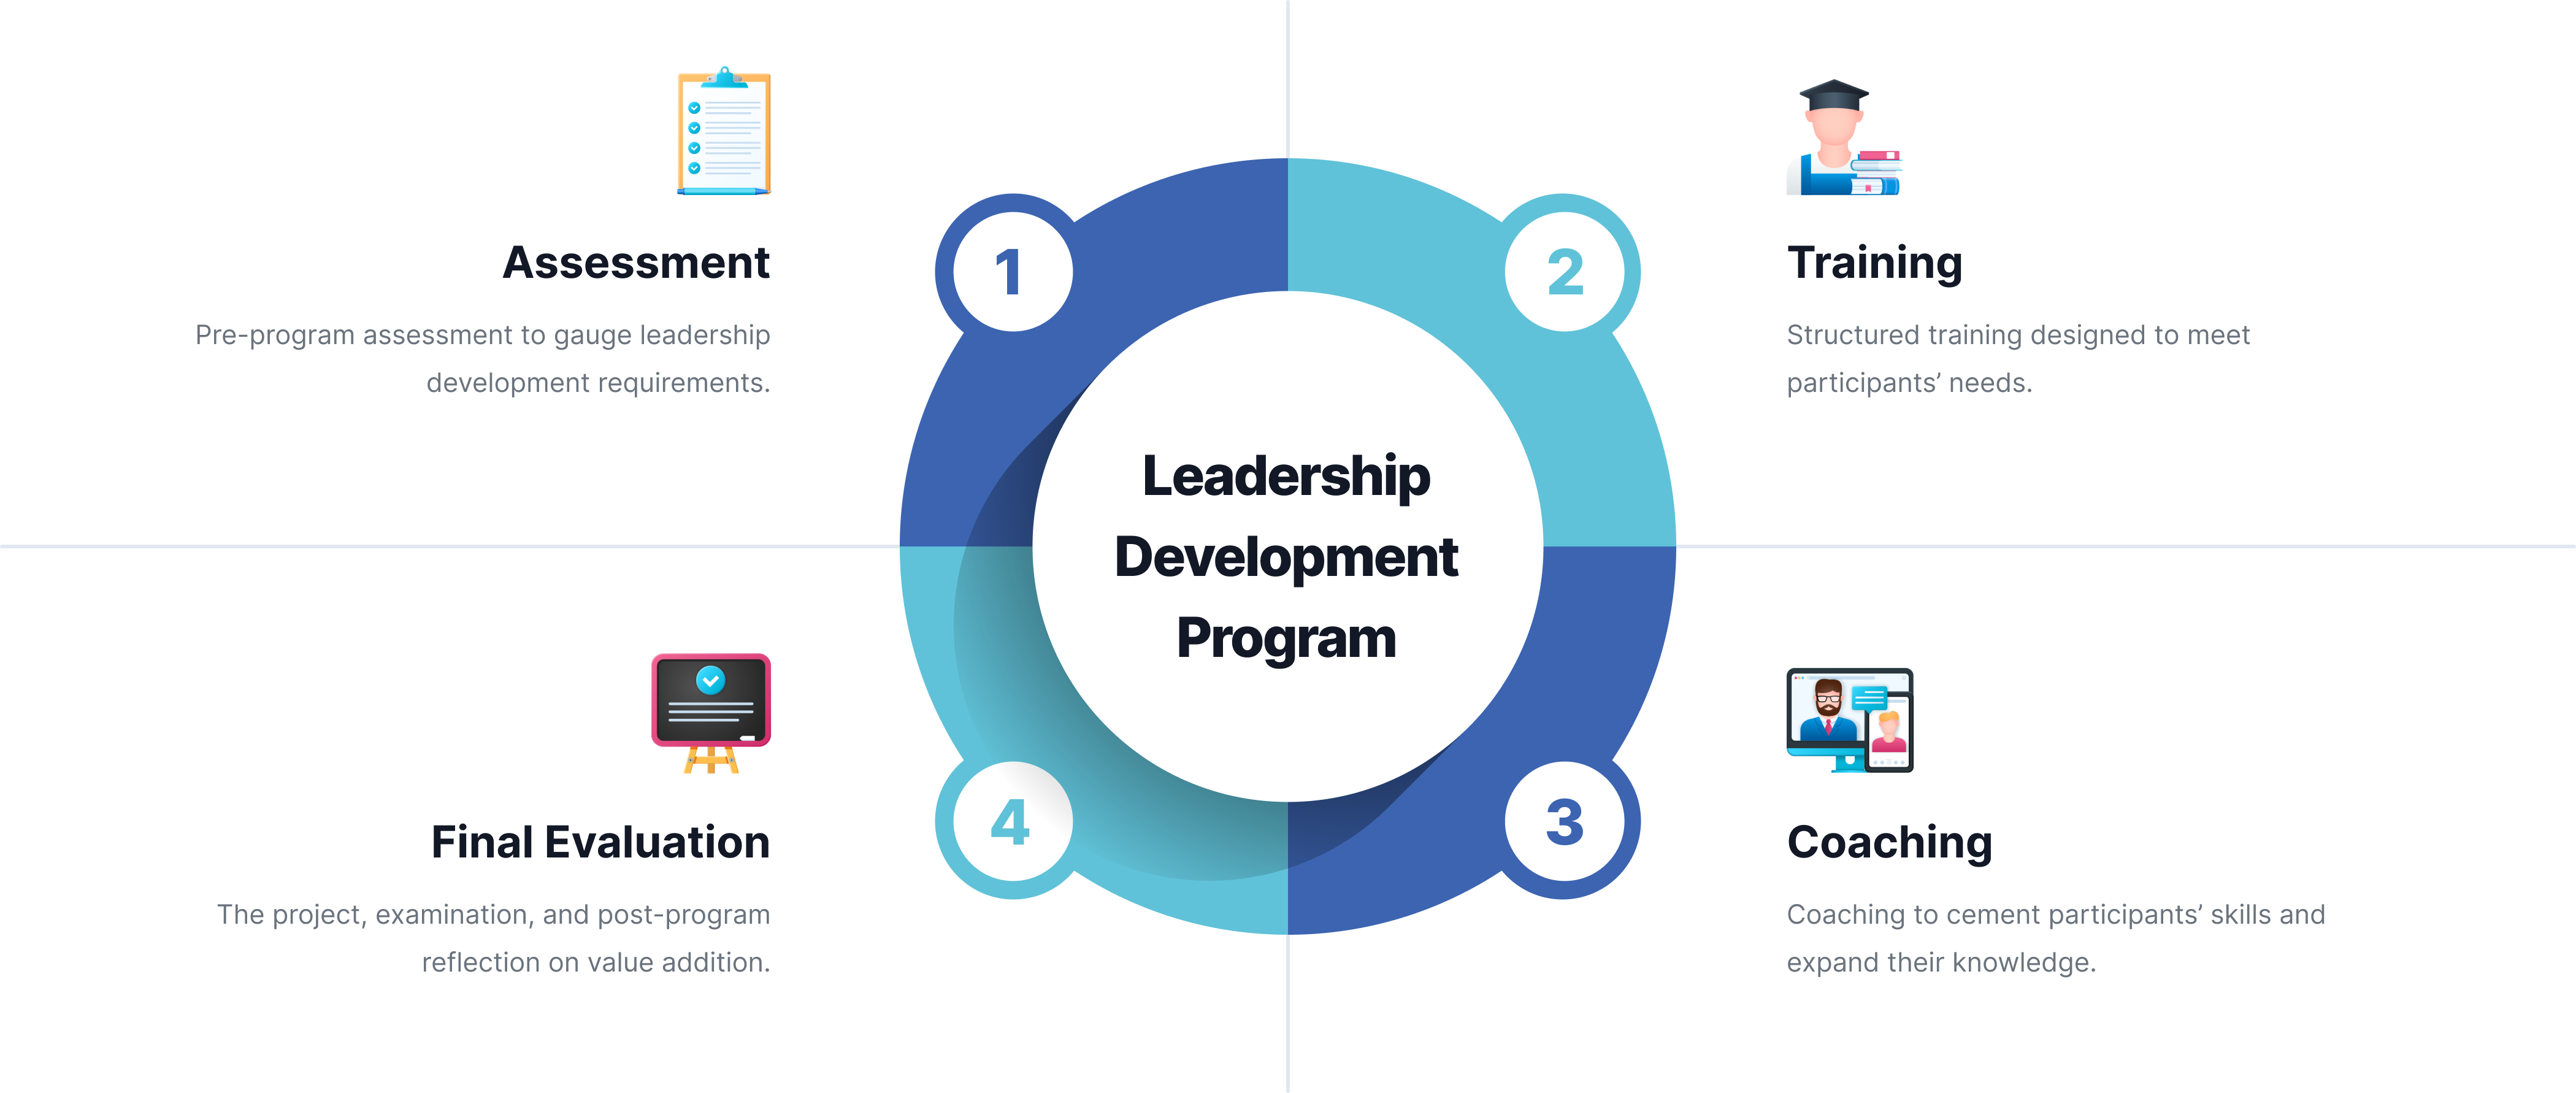 1
Assessment
Pre-program assessment to gauge leadership
development requirements.
2
Training
Structured training designed to meet
participants’ needs.
Leadership
Development
Program
3
Coaching
Coaching to cement participants’ skills and
expand their knowledge.
4
Final Evaluation
The project, examination, and post-program
reflection on value addition.